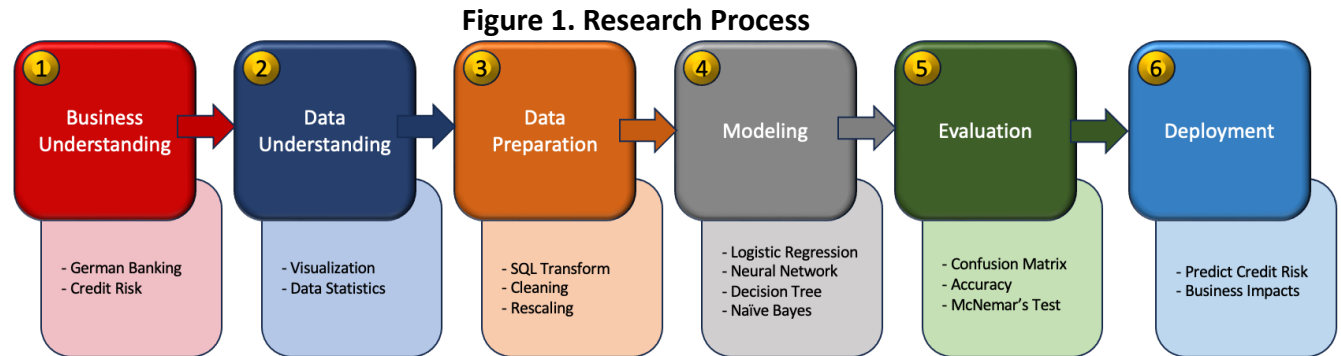 Figure 1. Research Process
1
Business
Understanding
- German Banking
- Credit Risk
2
Data
Understanding
- Visualization
- Data Statistics
3
Data
Preparation
- SQL Transform
- Cleaning
- Rescaling
4
Modeling
- Logistic Regression
- Neural Network
- Decision Tree
- Naïve Bayes
5
Evaluation
- Confusion Matrix
- Accuracy
- McNemar's Test
6
Deployment
- Predict Credit Risk
- Business Impacts